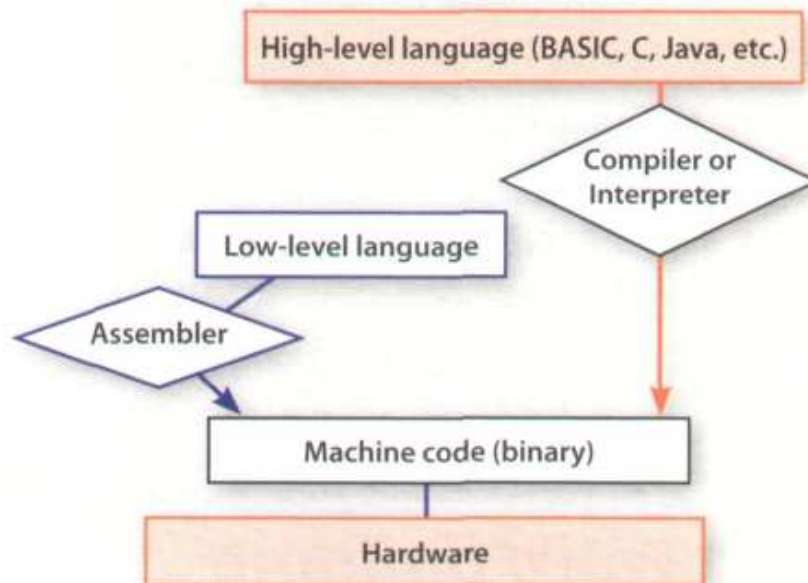 High-level language (BASIC, C, Java, etc.)
Compiler or
Interpreter
Low-level language
Assembler
Machine code (binary)
Hardware